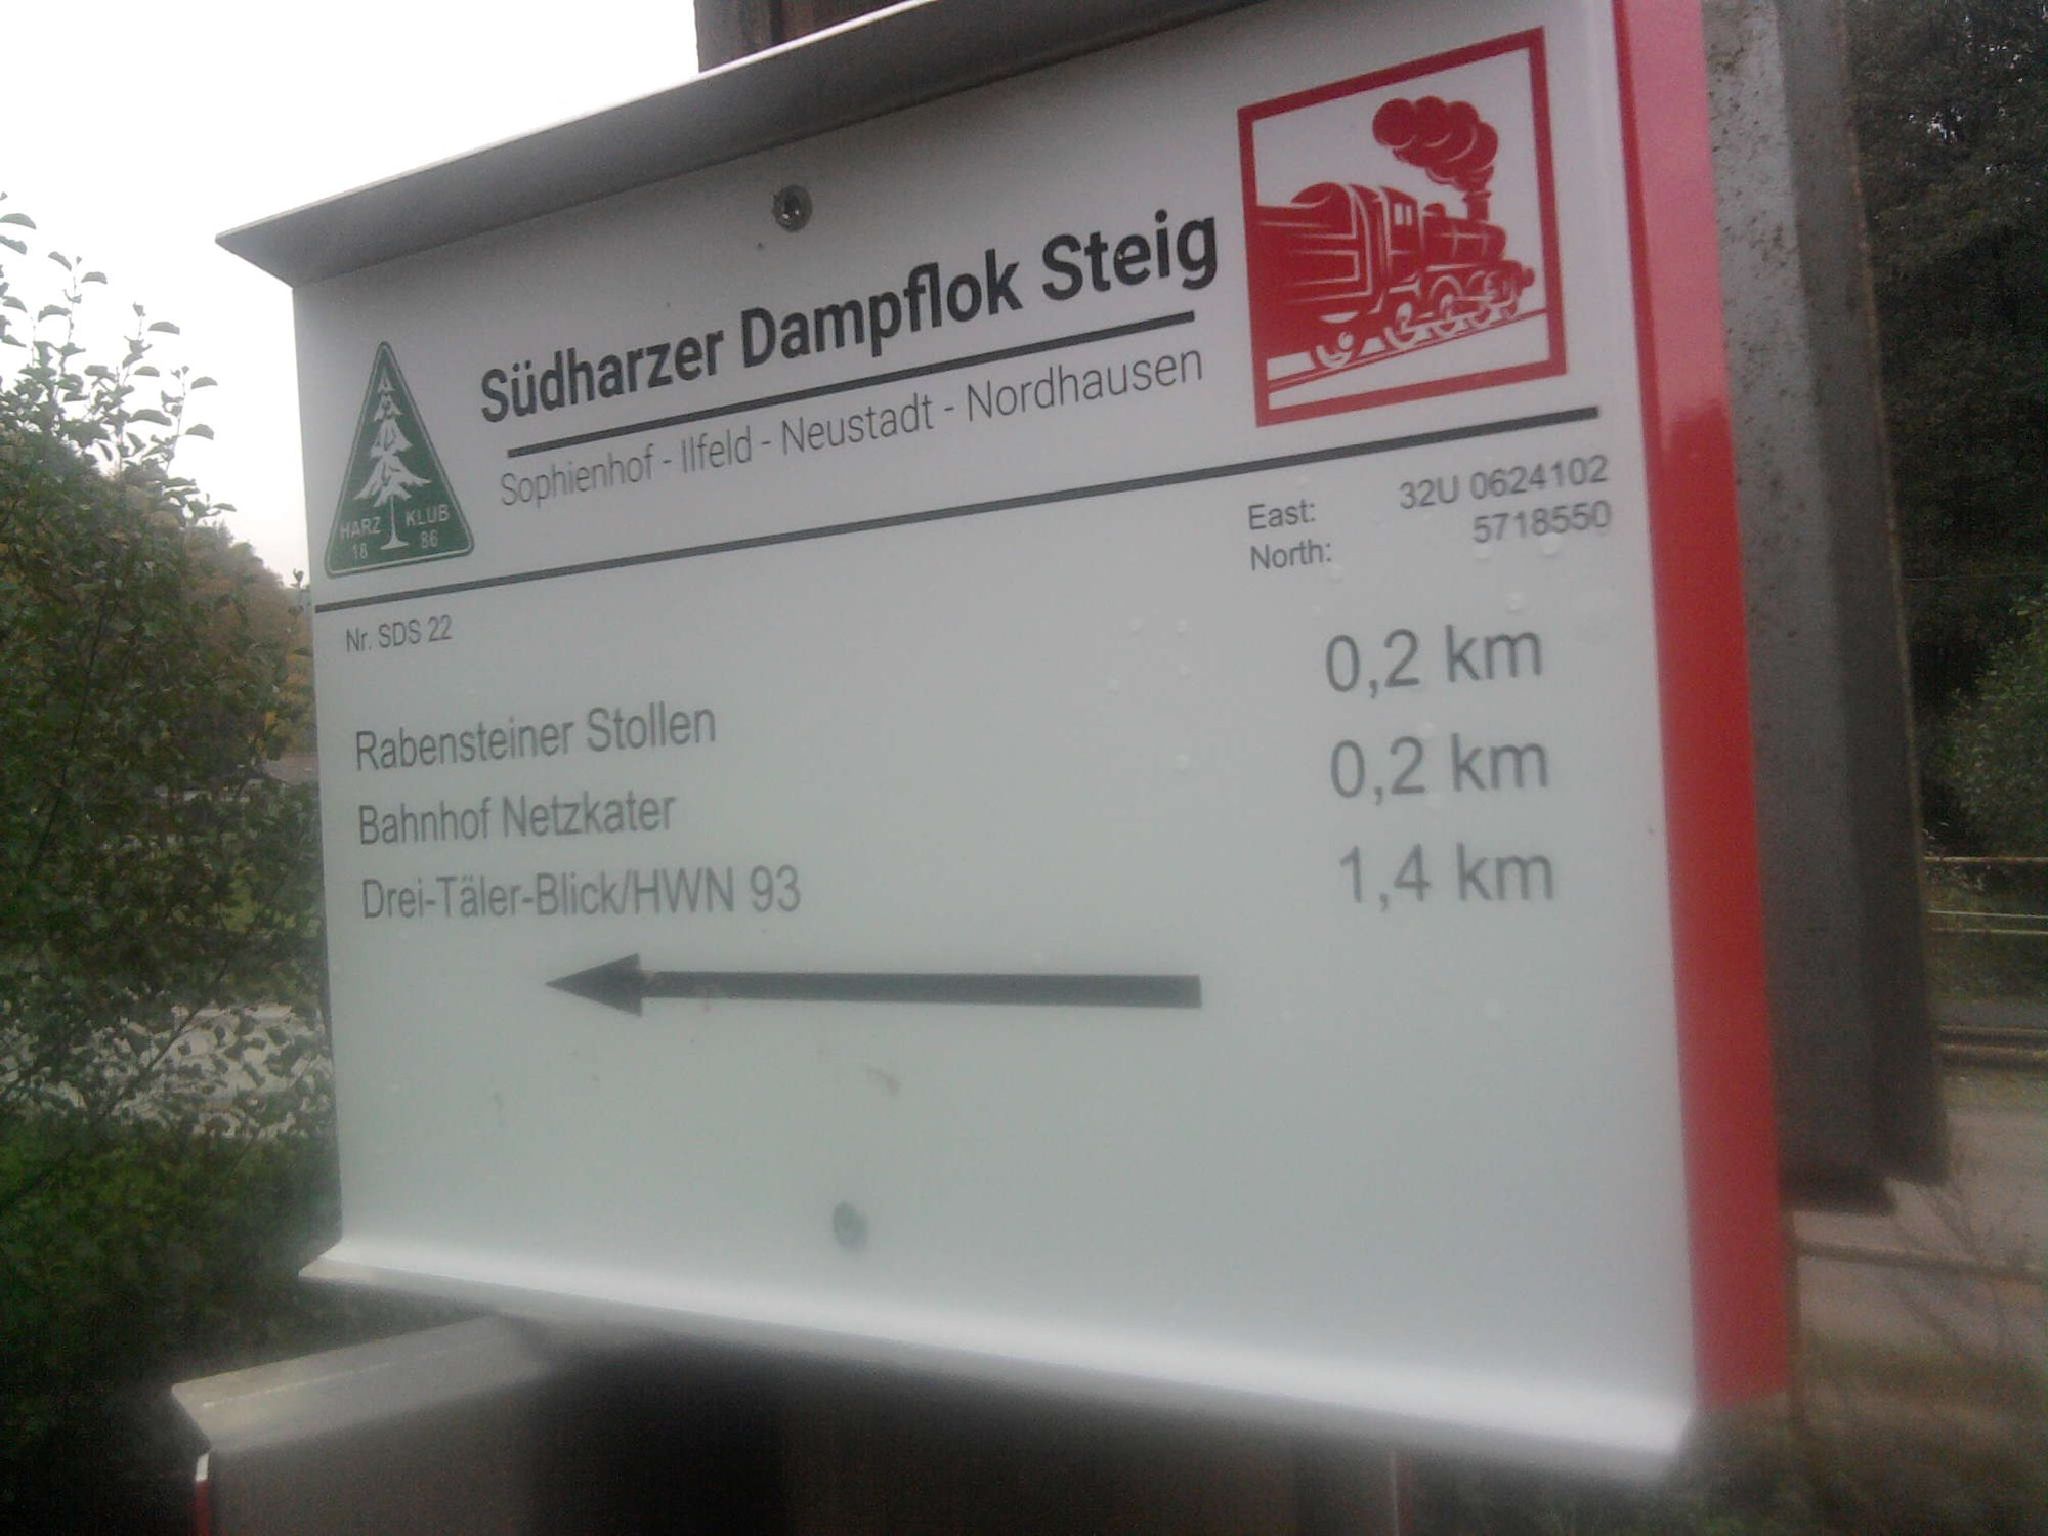 Südharzer Dampflok Steig
Sophienhof - Ilfeld - Neustadt - Nordhausen
HARZ KLUB
18 86
East: 32U 0624102
North: 5718550
Nr. SDS 22
Rabensteiner Stollen 0,2 km
Bahnhof Netzkater 0,2 km
Drei-Täler-Blick/HWN 93 1,4 km